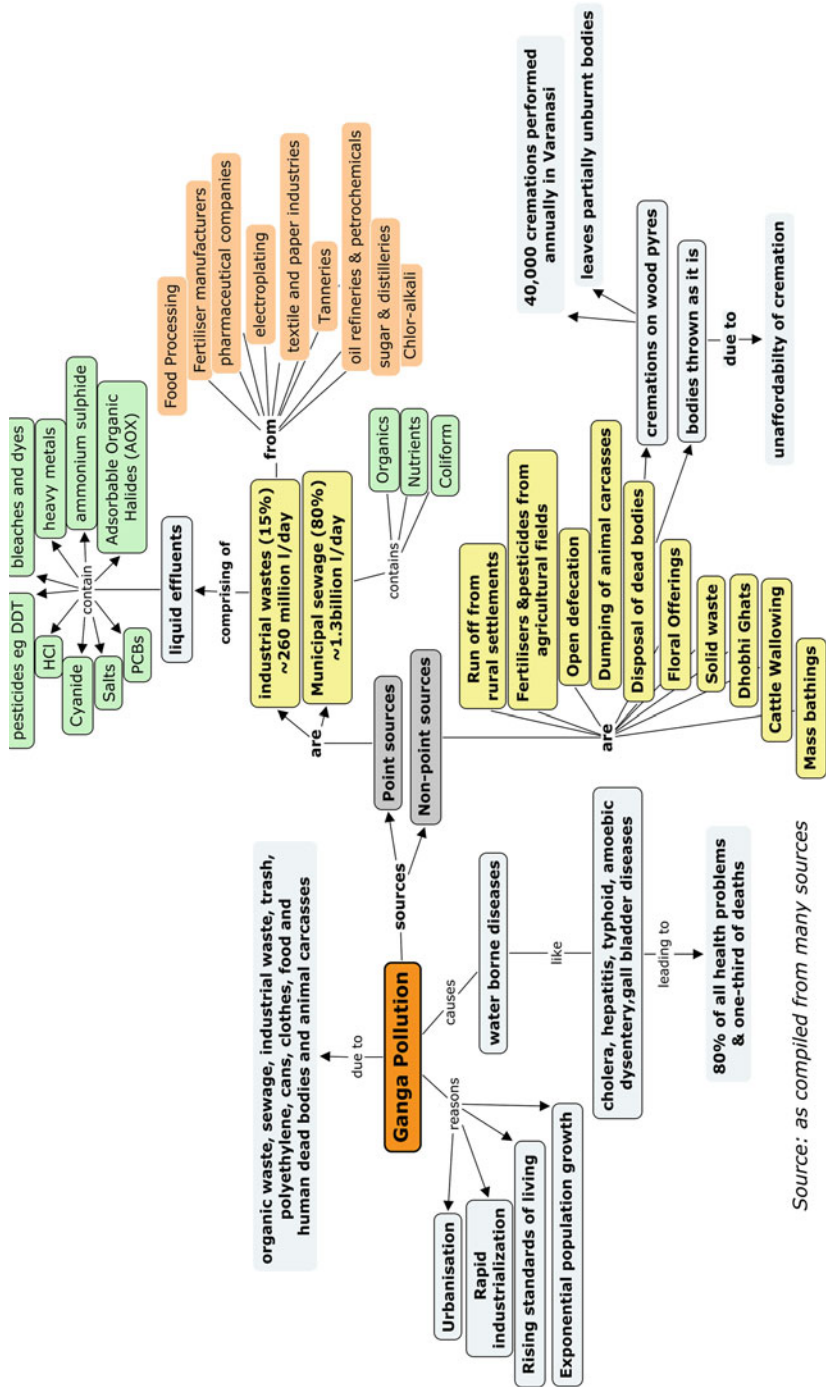 organic waste, sewage, industrial waste, trash,
polyethylene, cans, clothes, food and
human dead bodies and animal carcasses
due to
Ganga Pollution
reasons
Urbanisation
Rapid
industrialization
Rising standards of living
Exponential population growth
causes
water borne diseases
like
cholera, hepatitis, typhoid, amoebic
dysentery,gall bladder diseases
leading to
80% of all health problems
& one-third of deaths
sources
Point sources
Non-point sources
are
industrial wastes (15%)
~260 million l/day
Municipal sewage (80%)
~1.3billion l/day
comprising of
liquid effluents
contain
pesticides eg DDT
HCl
Cyanide
Salts
PCBs
bleaches and dyes
heavy metals
ammonium sulphide
Adsorbable Organic
Halides (AOX)
from
Food Processing
Fertiliser manufacturers
pharmaceutical companies
electroplating
textile and paper industries
Tanneries
oil refineries & petrochemicals
sugar & distilleries
Chlor-alkali
contains
Organics
Nutrients
Coliform
are
Run off from
rural settlements
Fertilisers &pesticides from
agricultural fields
Open defecation
Dumping of animal carcasses
Disposal of dead bodies
Floral Offerings
Solid waste
Dhobhi Ghats
Cattle Wallowing
Mass bathings
cremations on wood pyres
40,000 cremations performed
annually in Varanasi
leaves partially unburnt bodies
bodies thrown as it is
due to
unaffordabilty of cremation
Source: as compiled from many sources